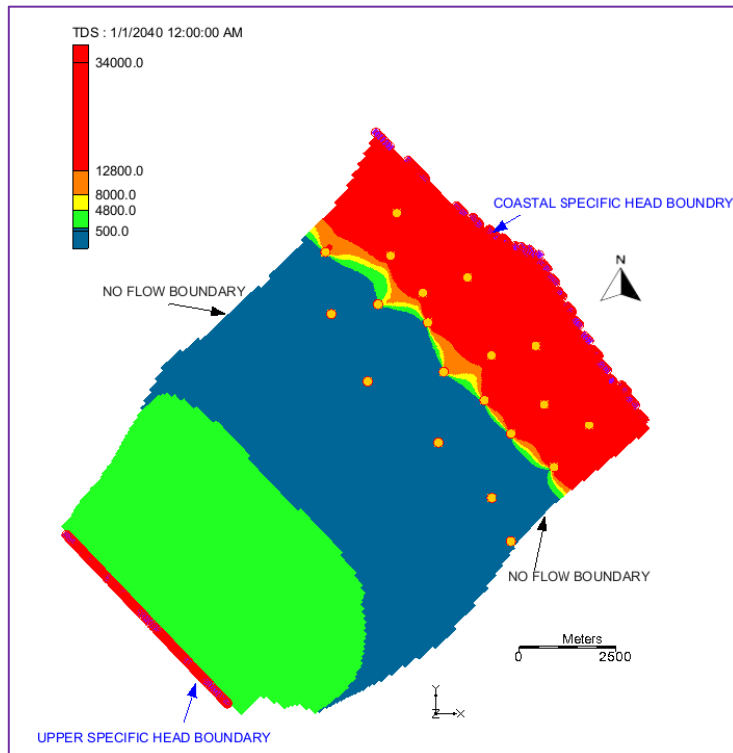 TDS : 1/1/2040 12:00:00 AM
34000.0
12800.0
8000.0
4800.0
500.0
COASTAL SPECIFIC HEAD BOUNDRY
N
NO FLOW BOUNDARY
NO FLOW BOUNDARY
Meters
0 2500
Y
Z X
UPPER SPECIFIC HEAD BOUNDARY